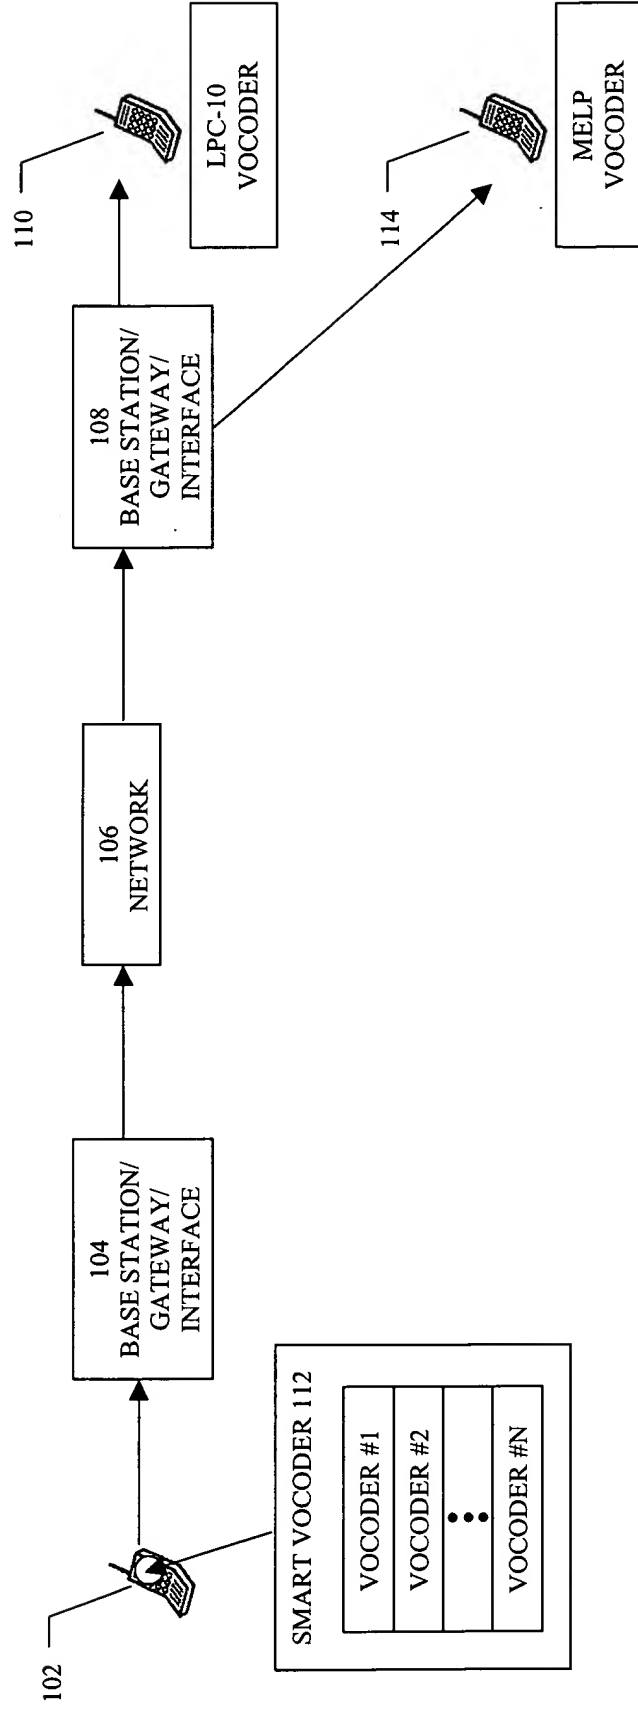 102
SMART VOCODER 112
VOCODER #1
VOCODER #2
VOCODER #N
104
BASE STATION/
GATEWAY/
INTERFACE
106
NETWORK
108
BASE STATION/
GATEWAY/
INTERFACE
110
LPC-10
VOCODER
114
MELP
VOCODER